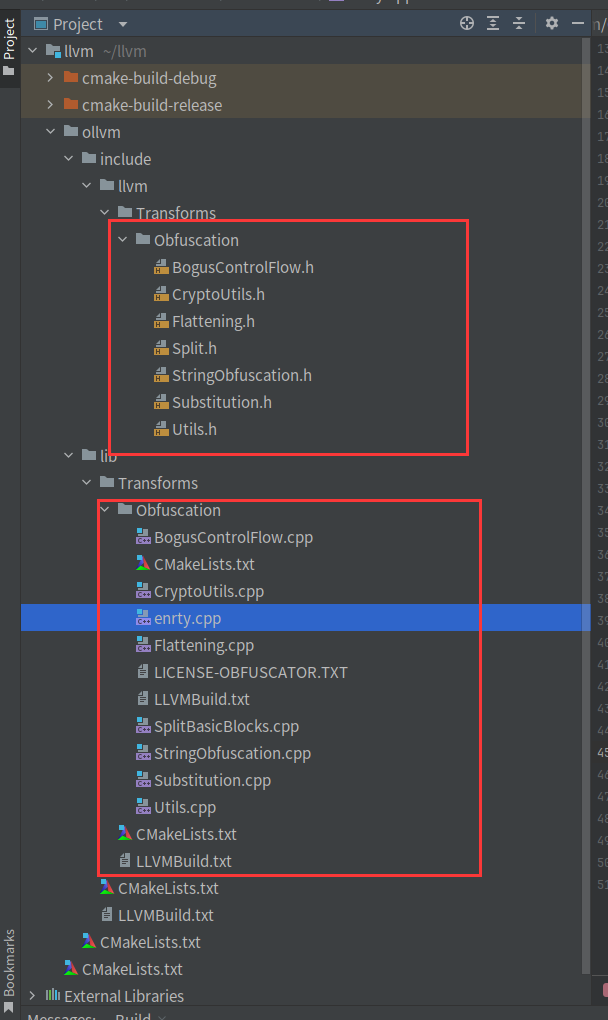 Project
Project
llvm ~/llvm
cmake-build-debug
cmake-build-release
ollvm
include
llvm
Transforms
Obfuscation
BogusControlFlow.h
CryptoUtils.h
Flattening.h
Split.h
StringObfuscation.h
Substitution.h
Utils.h
lib
Transforms
Obfuscation
BogusControlFlow.cpp
CMakeLists.txt
CryptoUtils.cpp
enrty.cpp
Flattening.cpp
LICENSE-OBFUSCATOR.TXT
LLVMBuild.txt
SplitBasicBlocks.cpp
StringObfuscation.cpp
Substitution.cpp
Utils.cpp
CMakeLists.txt
LLVMBuild.txt
CMakeLists.txt
LLVMBuild.txt
CMakeLists.txt
CMakeLists.txt
External Libraries
Bookmarks
Messages: Build